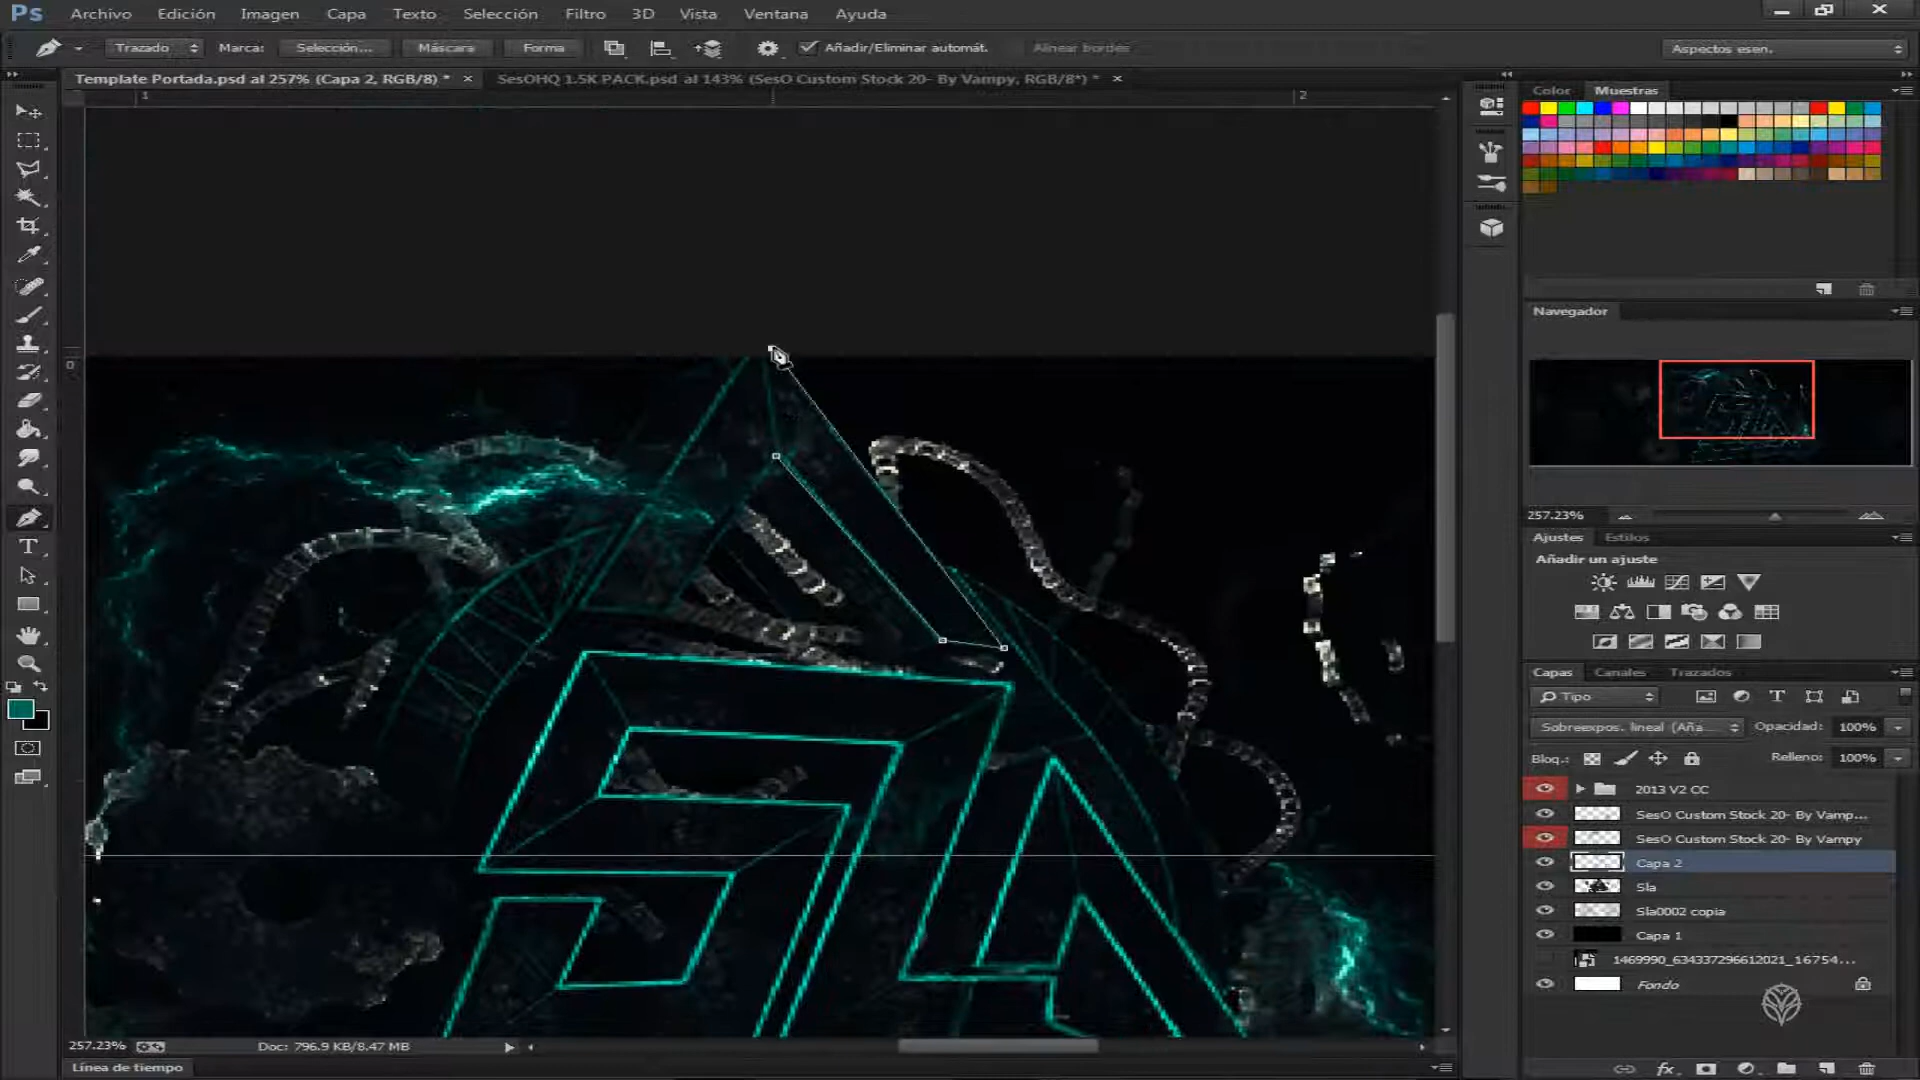 Ps Archivo Edición Imagen Capa Texto Selección Filtro 3D Vista Ventana Ayuda
Trazado Marca: Selección... Máscara Forma Añadir/Eliminar automát. Alinear bordes Aspectos esen.
Template Portada.psd al 257% (Capa 2, RGB/8) * × SesOHQ 1.5K PACK.psd al 143% (SesO Custom Stock 20- By Vampy, RGB/8*) * ×
1 2
0
Color Muestras
Navegador
257.23%
Ajustes Estilos
Añadir un ajuste
Capas Canales Trazados
Tipo
Sobreexpos. lineal (Aña... Opacidad: 100%
Bloq.: Relleno: 100%
2013 V2 CC
SesO Custom Stock 20- By Vamp...
SesO Custom Stock 20- By Vampy
Capa 2
Sla
Sla0002 copia
Capa 1
1469990_634337296612021_16754...
Fondo
257.23% Doc: 796.9 KB/8.47 MB
Línea de tiempo
fx